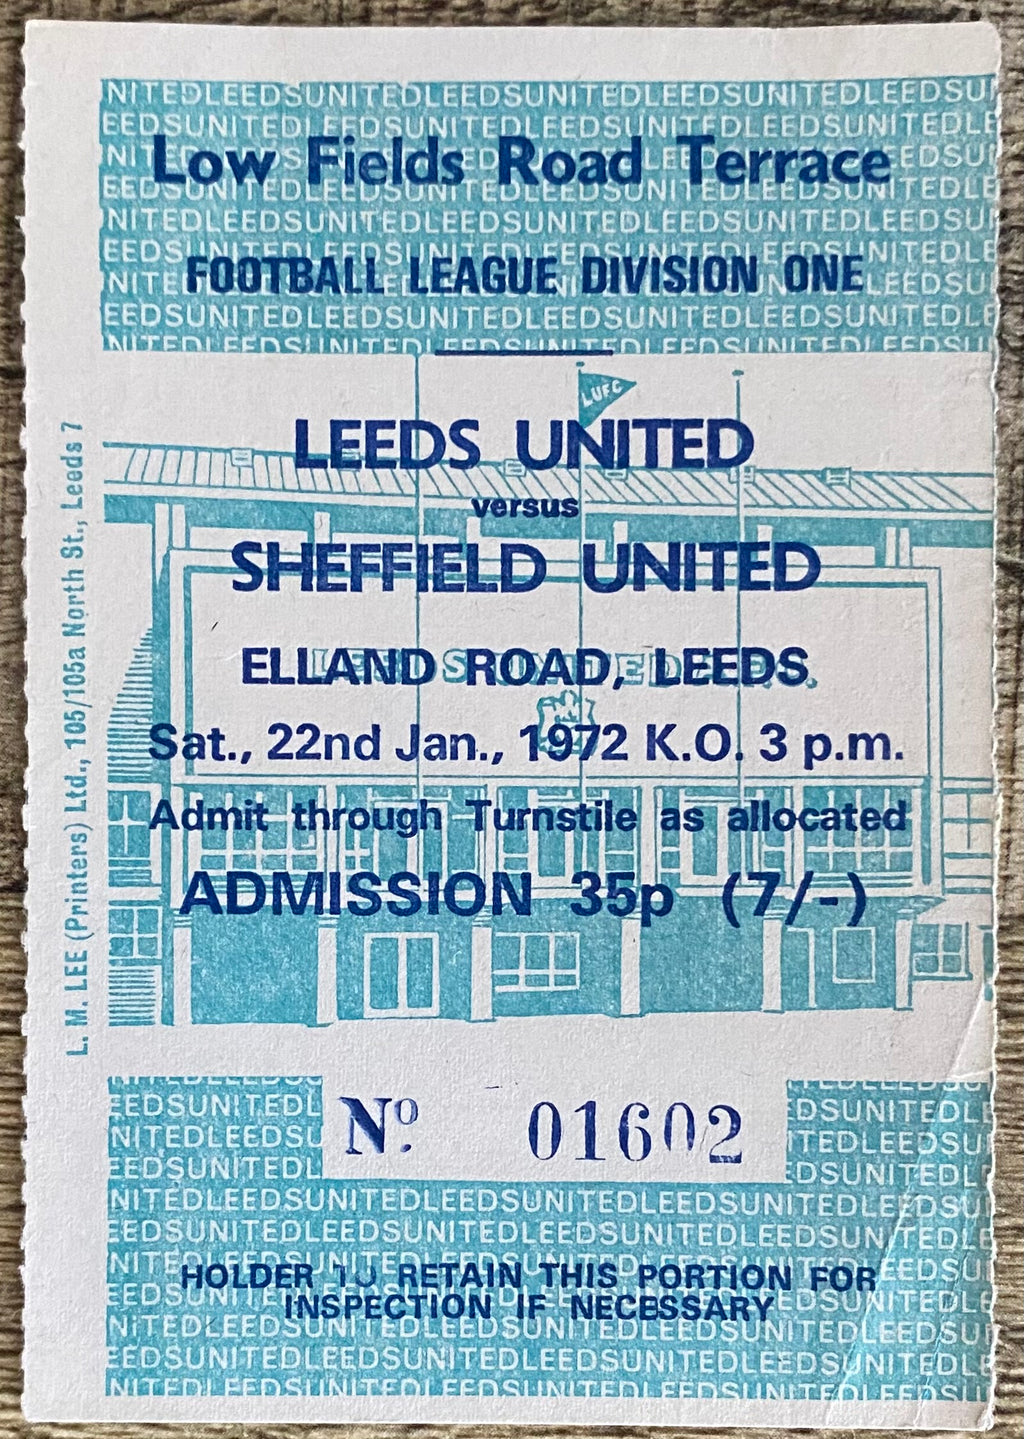 Low Fields Road Terrace
FOOTBALL LEAGUE DIVISION ONE
LUFC
LEEDS UNITED
versus
SHEFFIELD UNITED
ELLAND ROAD, LEEDS
Sat., 22nd Jan., 1972 K.O. 3 p.m.
Admit through Turnstile as allocated
ADMISSION 35p (7/-)
Nº 01602
HOLDER TO RETAIN THIS PORTION FOR
INSPECTION IF NECESSARY
L. M. LEE (Printers) Ltd., 105/105a North St., Leeds 7